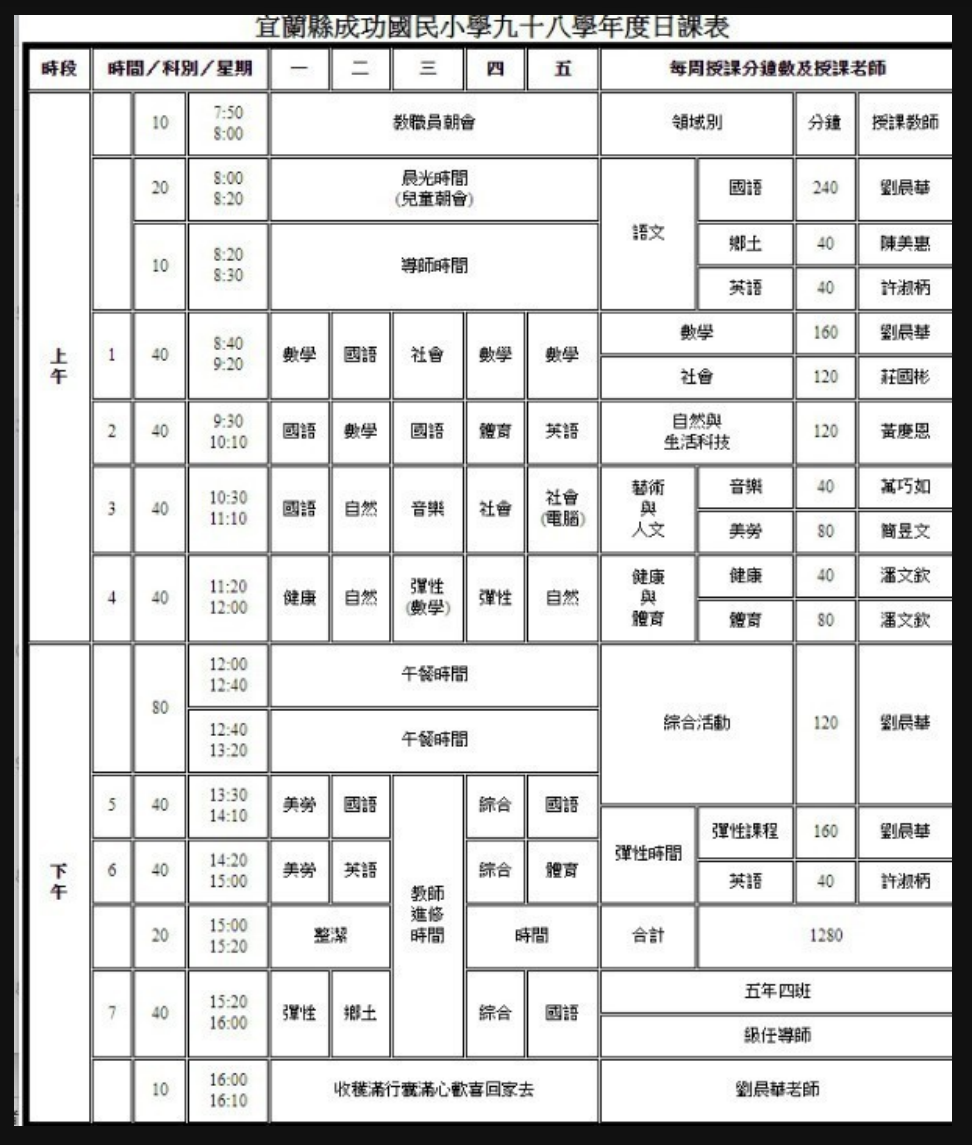 宜蘭縣成功國民小學九十八學年度日課表
時段 時間／科別／星期 一 二 三 四 五 每周授課分鐘數及授課老師
上午
10 7:50 8:00 教職員朝會 領域別 分鐘 授課教師
20 8:00 8:20 晨光時間 (兒童朝會) 語文 國語 240 劉晨華
10 8:20 8:30 導師時間 鄉土 40 陳美惠
英語 40 許淑柄
1 40 8:40 9:20 數學 國語 社會 數學 數學 數學 160 劉晨華
社會 120 莊國彬
2 40 9:30 10:10 國語 數學 國語 體育 英語 自然與 生活科技 120 黃慶恩
3 40 10:30 11:10 國語 自然 音樂 社會 社會 (電腦) 藝術 與 人文 音樂 40 萬巧如
美勞 80 簡昱文
4 40 11:20 12:00 健康 自然 彈性 (數學) 彈性 自然 健康 與 體育 健康 40 潘文欽
體育 80 潘文欽
下午
80 12:00 12:40 午餐時間 綜合活動 120 劉晨華
12:40 13:20 午餐時間
5 40 13:30 14:10 美勞 國語 教師 進修 時間 綜合 國語 彈性時間 彈性課程 160 劉晨華
6 40 14:20 15:00 美勞 英語 綜合 體育 英語 40 許淑柄
20 15:00 15:20 整潔 時間 合計 1280
7 40 15:20 16:00 彈性 鄉土 綜合 國語 五年四班
級任導師
10 16:00 16:10 收穫滿行囊滿心歡喜回家去 劉晨華老師